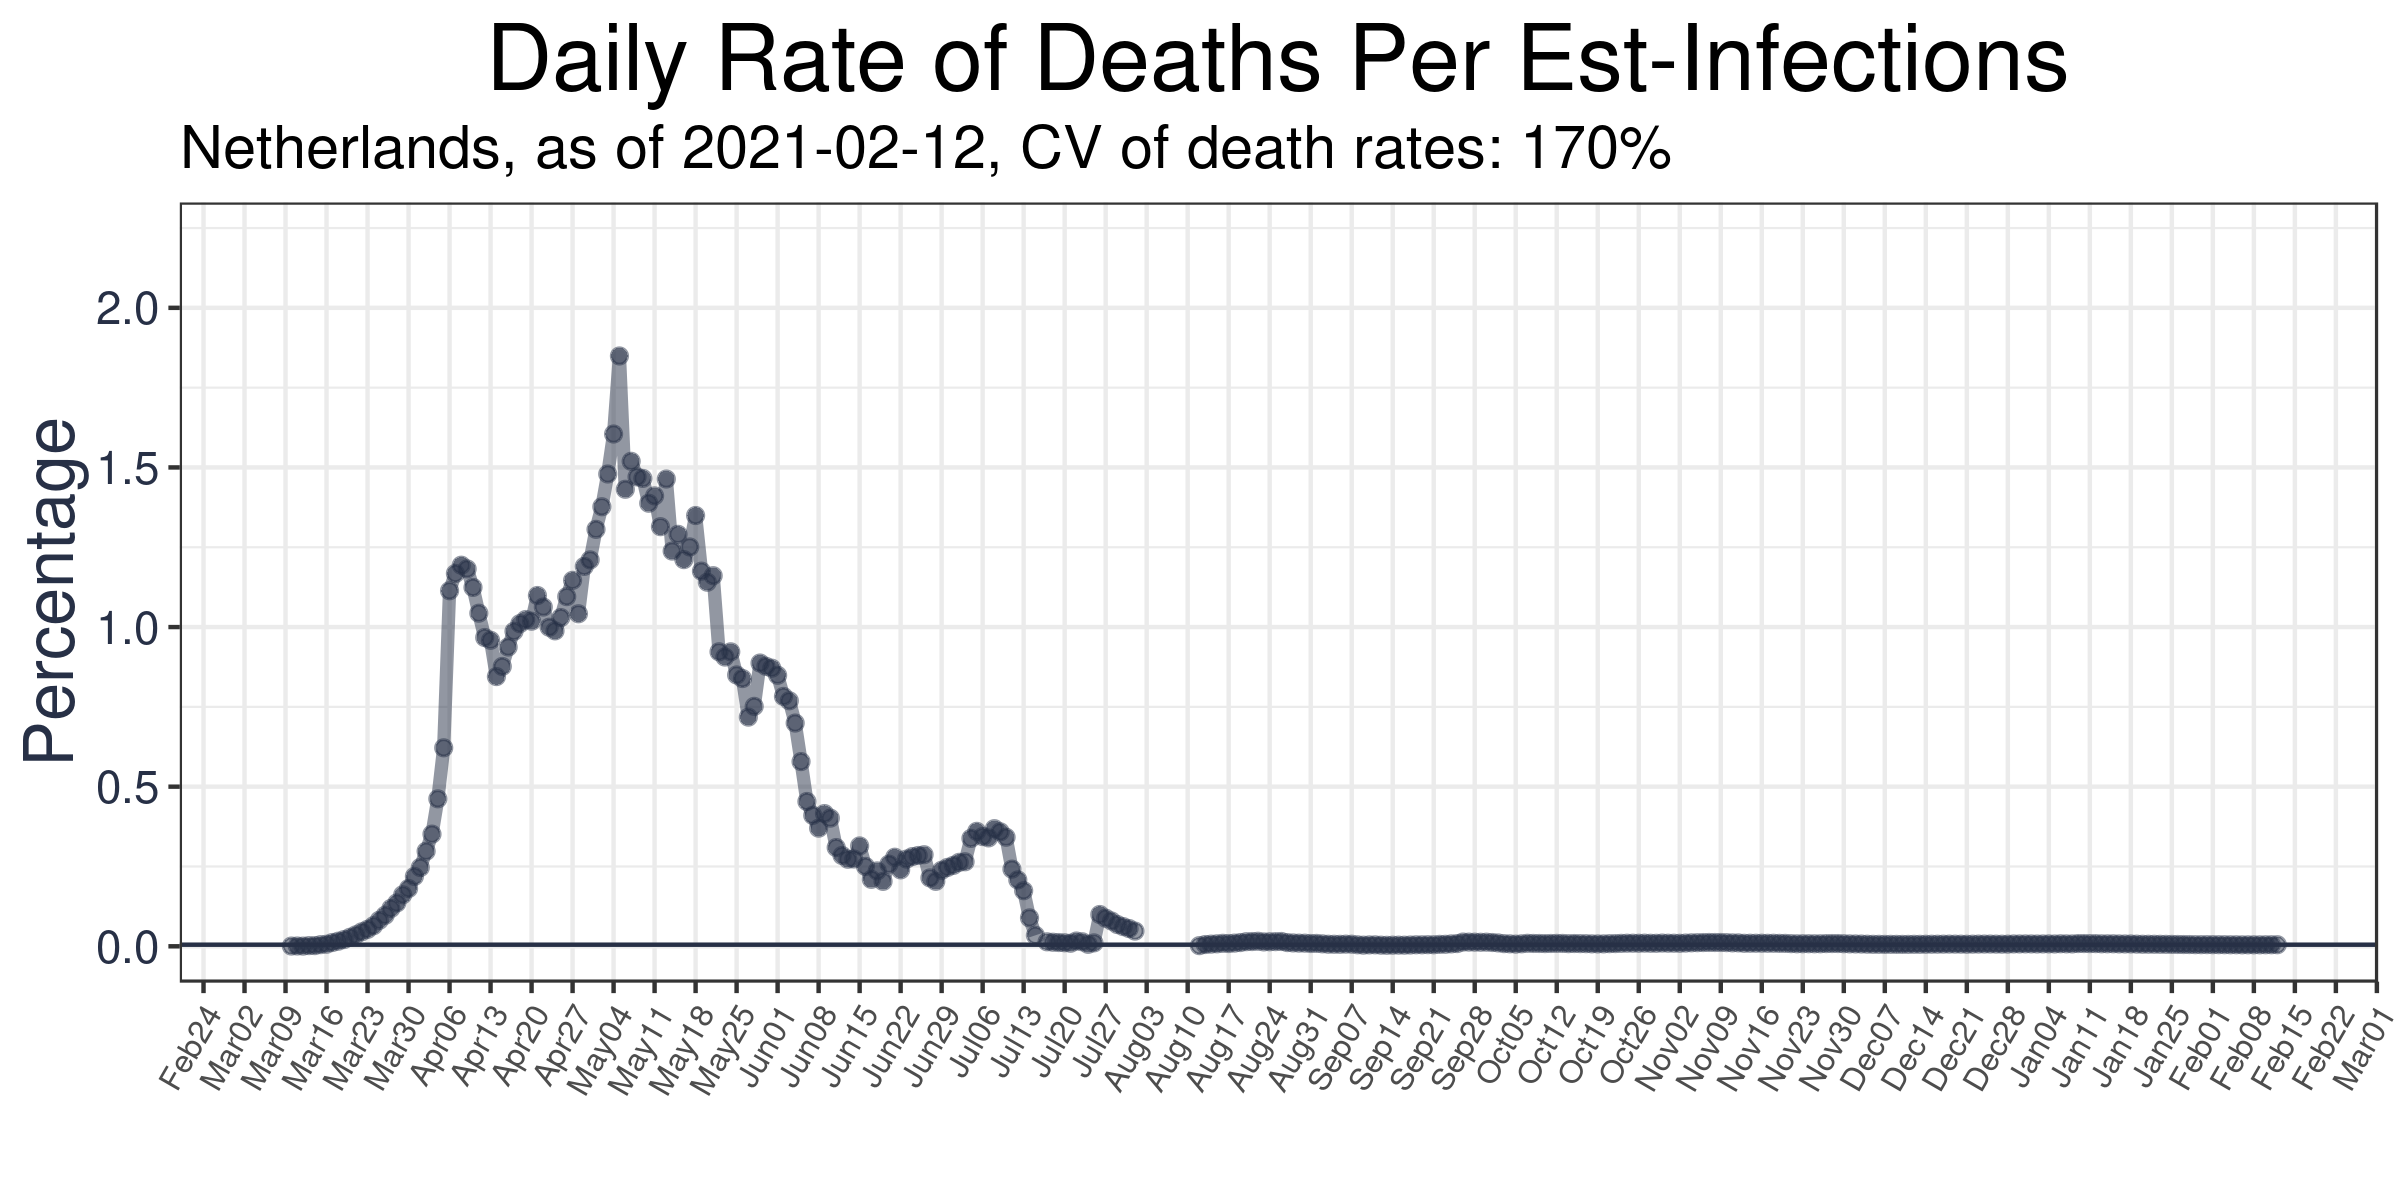 Daily Rate of Deaths Per Est-Infections
Netherlands, as of 2021-02-12, CV of death rates: 170%
Percentage
2.0
1.5
1.0
0.5
0.0
Feb24 Mar02 Mar09 Mar16 Mar23 Mar30 Apr06 Apr13 Apr20 Apr27 May04 May11 May18 May25 Jun01 Jun08 Jun15 Jun22 Jun29 Jul06 Jul13 Jul20 Jul27 Aug03 Aug10 Aug17 Aug24 Aug31 Sep07 Sep14 Sep21 Sep28 Oct05 Oct12 Oct19 Oct26 Nov02 Nov09 Nov16 Nov23 Nov30 Dec07 Dec14 Dec21 Dec28 Jan04 Jan11 Jan18 Jan25 Feb01 Feb08 Feb15 Feb22 Mar01